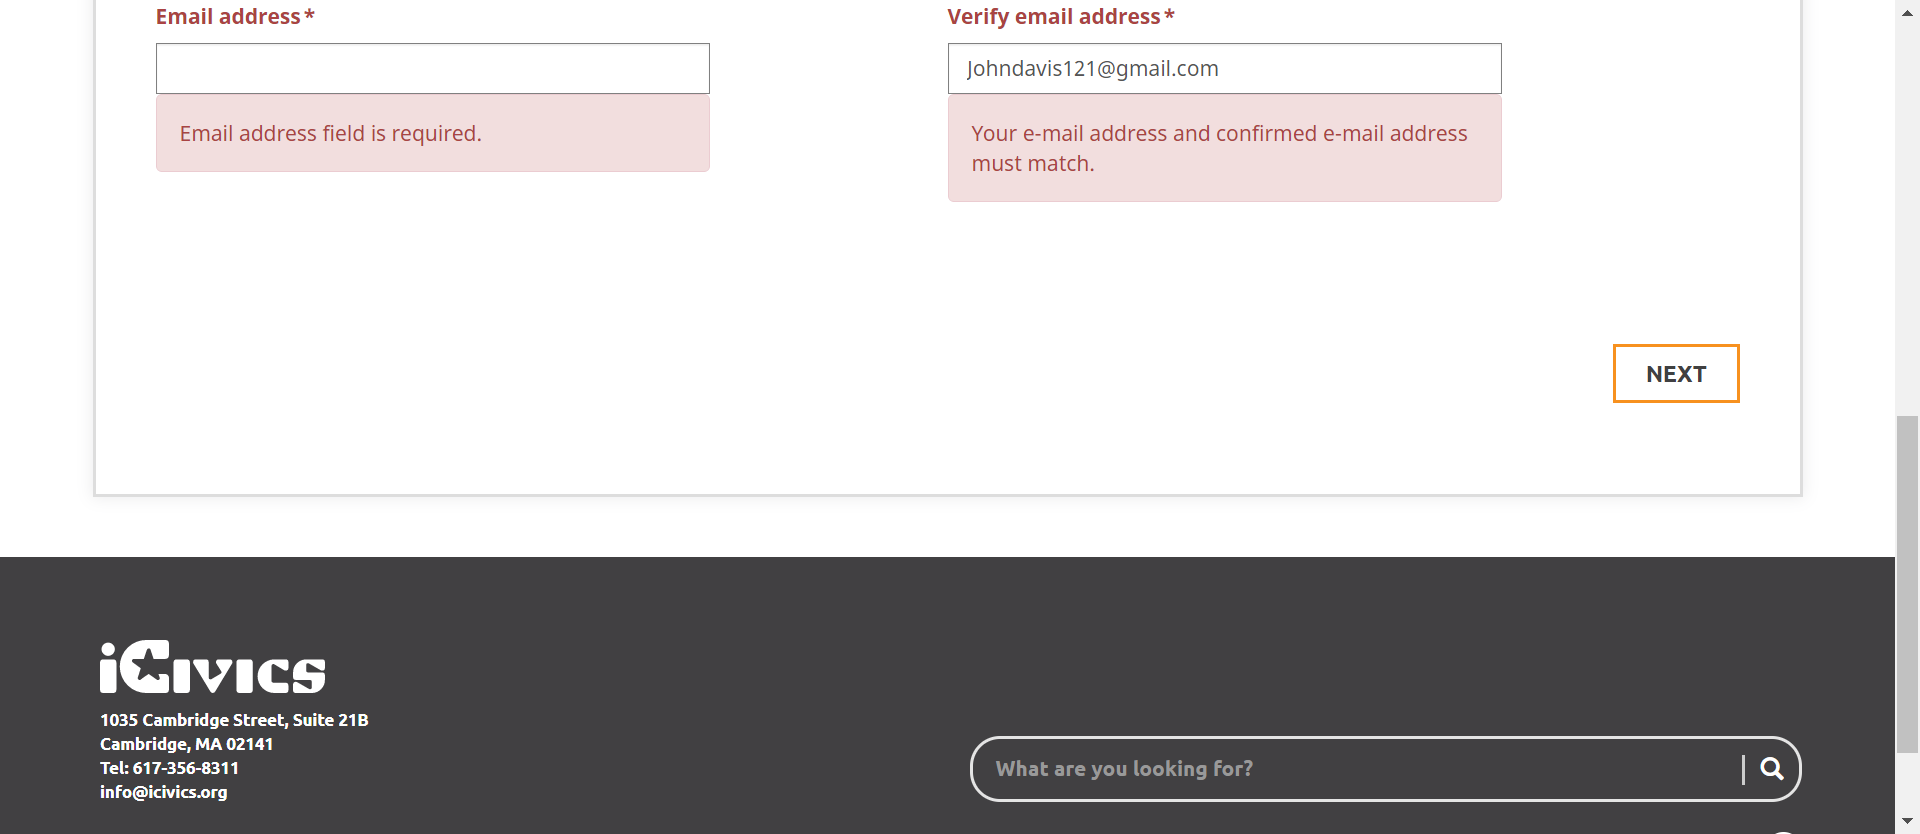 Email address*
Verify email address*
Johndavis121@gmail.com
Email address field is required.
Your e-mail address and confirmed e-mail address
must match.
NEXT
iCivics
1035 Cambridge Street, Suite 21B
Cambridge, MA 02141
Tel: 617-356-8311
info@icivics.org
What are you looking for?